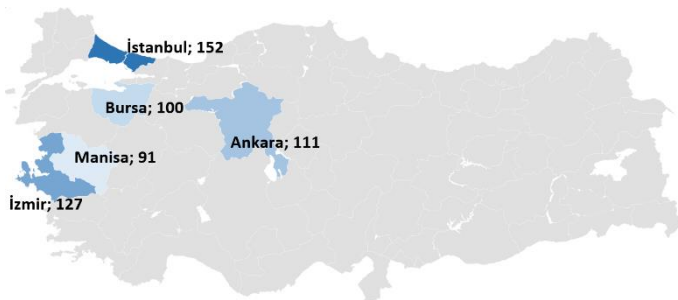 İstanbul; 152
Bursa; 100
Ankara; 111
Manisa; 91
İzmir; 127